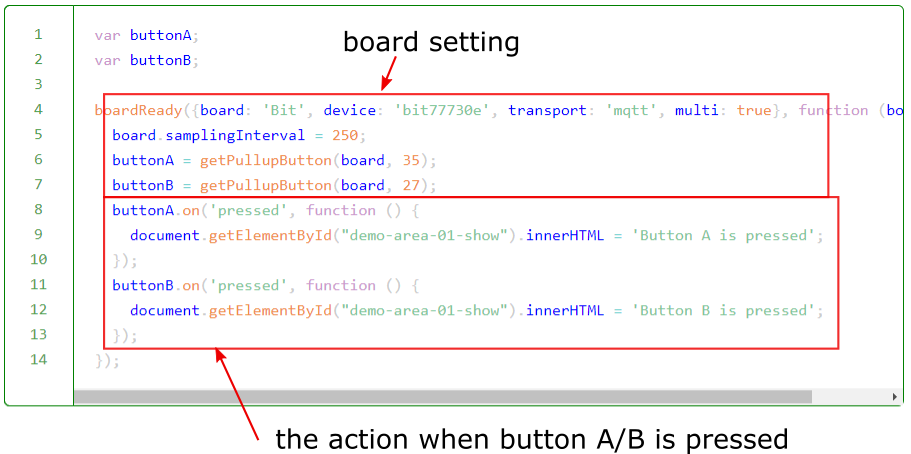 board setting
1 var buttonA;
2 var buttonB;
3
4 boardReady({board: 'Bit', device: 'bit77730e', transport: 'mqtt', multi: true}, function (bo
5 board.samplingInterval = 250;
6 buttonA = getPullupButton(board, 35);
7 buttonB = getPullupButton(board, 27);
8 buttonA.on('pressed', function () {
9 document.getElementById("demo-area-01-show").innerHTML = 'Button A is pressed';
10 });
11 buttonB.on('pressed', function () {
12 document.getElementById("demo-area-01-show").innerHTML = 'Button B is pressed';
13 });
14 });
the action when button A/B is pressed